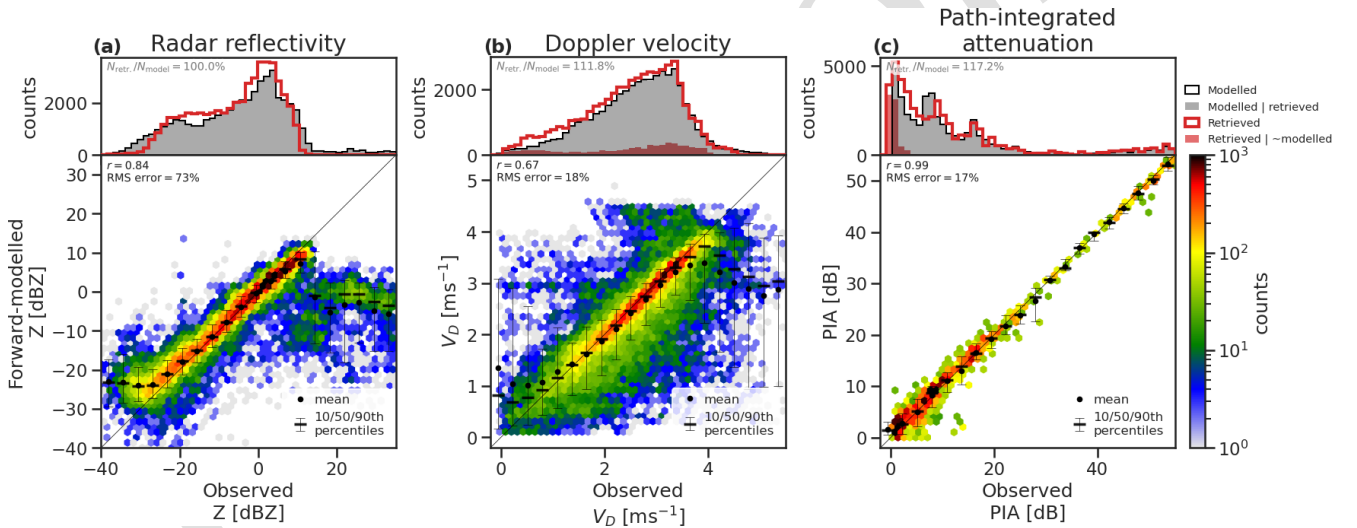 (a) Radar reflectivity
N_retr./N_model = 100.0%
counts
2000
0
r = 0.84
RMS error = 73%
Forward-modelled
Z [dBZ]
30
20
10
0
−10
−20
−30
−40
mean
10/50/90th
percentiles
−40 −20 0 20
Observed
Z [dBZ]
(b) Doppler velocity
N_retr./N_model = 111.8%
counts
2000
0
r = 0.67
RMS error = 18%
V_D [ms⁻¹]
6
5
4
3
2
1
0
mean
10/50/90th
percentiles
0 2 4
Observed
V_D [ms⁻¹]
Path-integrated
(c) attenuation
N_retr./N_model = 117.2%
counts
5000
0
r = 0.99
RMS error = 17%
PIA [dB]
50
40
30
20
10
0
mean
10/50/90th
percentiles
0 20 40
Observed
PIA [dB]
Modelled
Modelled | retrieved
Retrieved
Retrieved | ~modelled
10³
10²
10¹
10⁰
counts